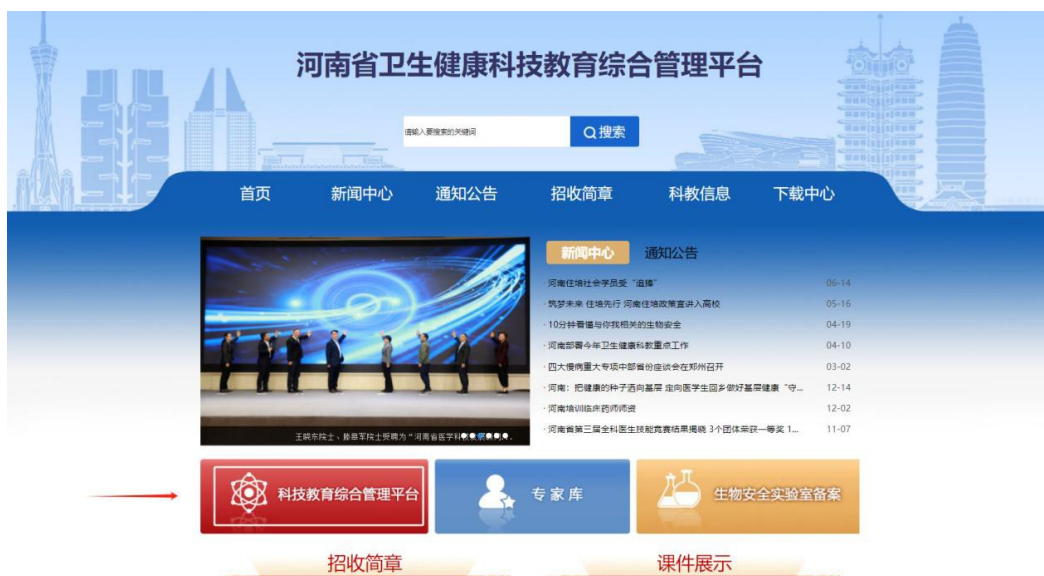 河南省卫生健康科技教育综合管理平台
请输入要搜索的关键词
搜索
首页 新闻中心 通知公告 招收简章 科教信息 下载中心
新闻中心 通知公告
·河南住培社会学员受“追捧” 06-14
·筑梦未来 住培先行 河南住培政策宣讲入高校 05-16
·10分钟看懂与你我相关的生物安全 04-19
·河南部署今年卫生健康科教重点工作 04-10
·四大慢病重大专项中部省份座谈会在郑州召开 03-02
·河南：把健康的种子洒向基层 定向医学生回乡做好基层健康“守... 12-14
·河南培训临床药师师资 12-02
·河南省第三届全科医生技能竞赛结果揭晓 3个团体荣获一等奖 1... 11-07
王晓东院士、滕皋军院士受聘为“河南省医学科
科技教育综合管理平台
专家库
生物安全实验室备案
招收简章
课件展示